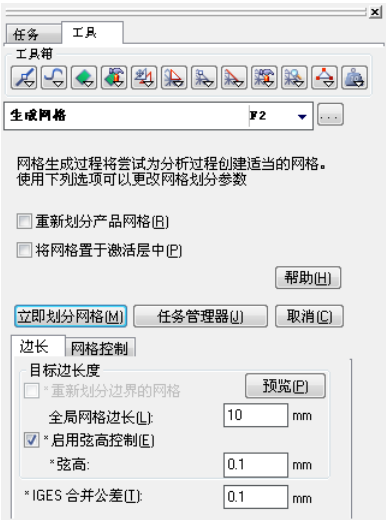 任务 工具
工具箱
生成网格 F2 ...
网格生成过程将尝试为分析过程创建适当的网格。
使用下列选项可以更改网格划分参数
重新划分产品网格(R)
将网格置于激活层中(P)
帮助(H)
立即划分网格(M) 任务管理器(J) 取消(C)
边长 网格控制
目标边长度
*重新划分边界的网格 预览(P)
全局网格边长(L): 10 mm
*启用弦高控制(E)
*弦高: 0.1 mm
*IGES 合并公差(T): 0.1 mm